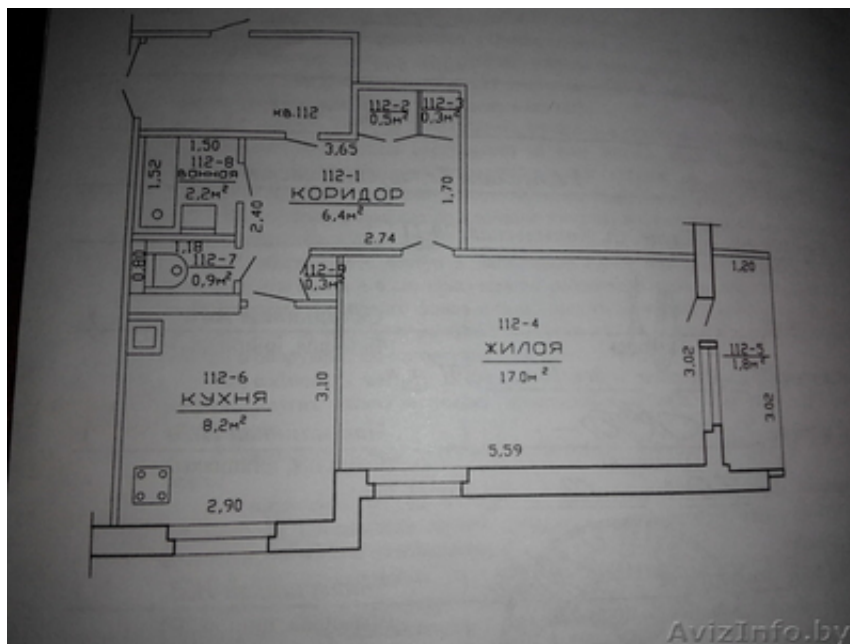 кв.112
112-2
0,5м²
112-3
0,3м²
1,50
3,65
112-8
ВАННАЯ
2,2м²
1,52
112-1
КОРИДОР
6,4м²
1,70
2,40
2.74
1,18
0,80
112-7
0,9м²
112-9
0,3м²
1,20
112-4
ЖИЛАЯ
17.0м²
3,02
112-5
1,8м²
3,02
112-6
КУХНЯ
8,2м²
3,10
5,59
2,90
AvizInfo.by